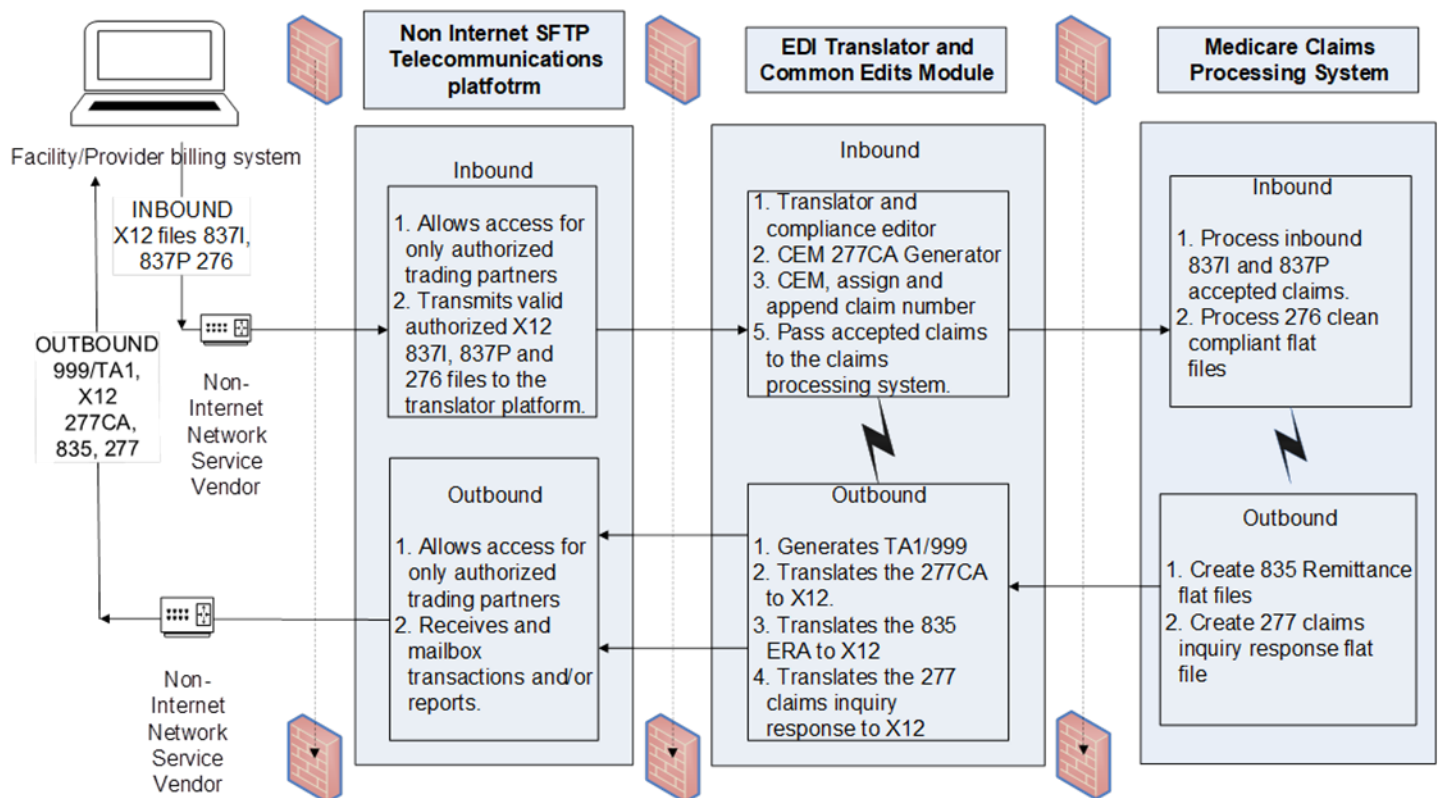 Non Internet SFTP
Telecommunications
platfotrm
EDI Translator and
Common Edits Module
Medicare Claims
Processing System
Facility/Provider billing system
INBOUND
X12 files 837I,
837P 276
OUTBOUND
999/TA1,
X12
277CA,
835, 277
Non-
Internet
Network
Service
Vendor
Non-
Internet
Network
Service
Vendor
Inbound
1. Allows access for
only authorized
trading partners
2. Transmits valid
authorized X12
837I, 837P and
276 files to the
translator platform.
Outbound
1. Allows access for
only authorized
trading partners
2. Receives and
mailbox
transactions and/or
reports.
Inbound
1. Translator and
compliance editor
2. CEM 277CA Generator
3. CEM, assign and
append claim number
5. Pass accepted claims
to the claims
processing system.
Outbound
1. Generates TA1/999
2. Translates the 277CA
to X12.
3. Translates the 835
ERA to X12
4. Translates the 277
claims inquiry
response to X12
Inbound
1. Process inbound
837I and 837P
accepted claims.
2. Process 276 clean
compliant flat
files
Outbound
1. Create 835 Remittance
flat files
2. Create 277 claims
inquiry response flat
file